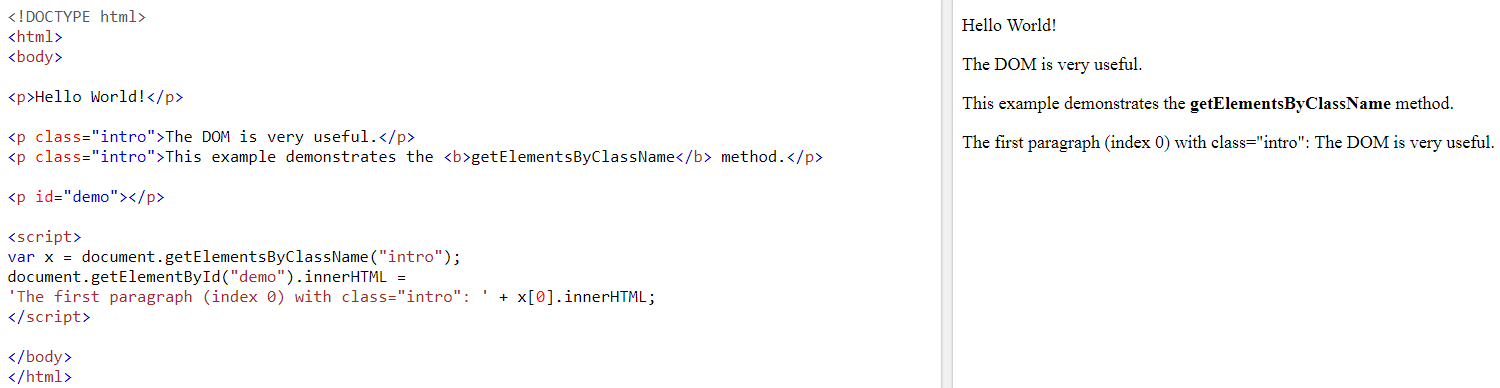 <!DOCTYPE html>
<html>
<body>
<p>Hello World!</p>
<p class="intro">The DOM is very useful.</p>
<p class="intro">This example demonstrates the <b>getElementsByClassName</b> method.</p>
<p id="demo"></p>
<script>
var x = document.getElementsByClassName("intro");
document.getElementById("demo").innerHTML =
'The first paragraph (index 0) with class="intro": ' + x[0].innerHTML;
</script>
</body>
</html>
Hello World!
The DOM is very useful.
This example demonstrates the getElementsByClassName method.
The first paragraph (index 0) with class="intro": The DOM is very useful.